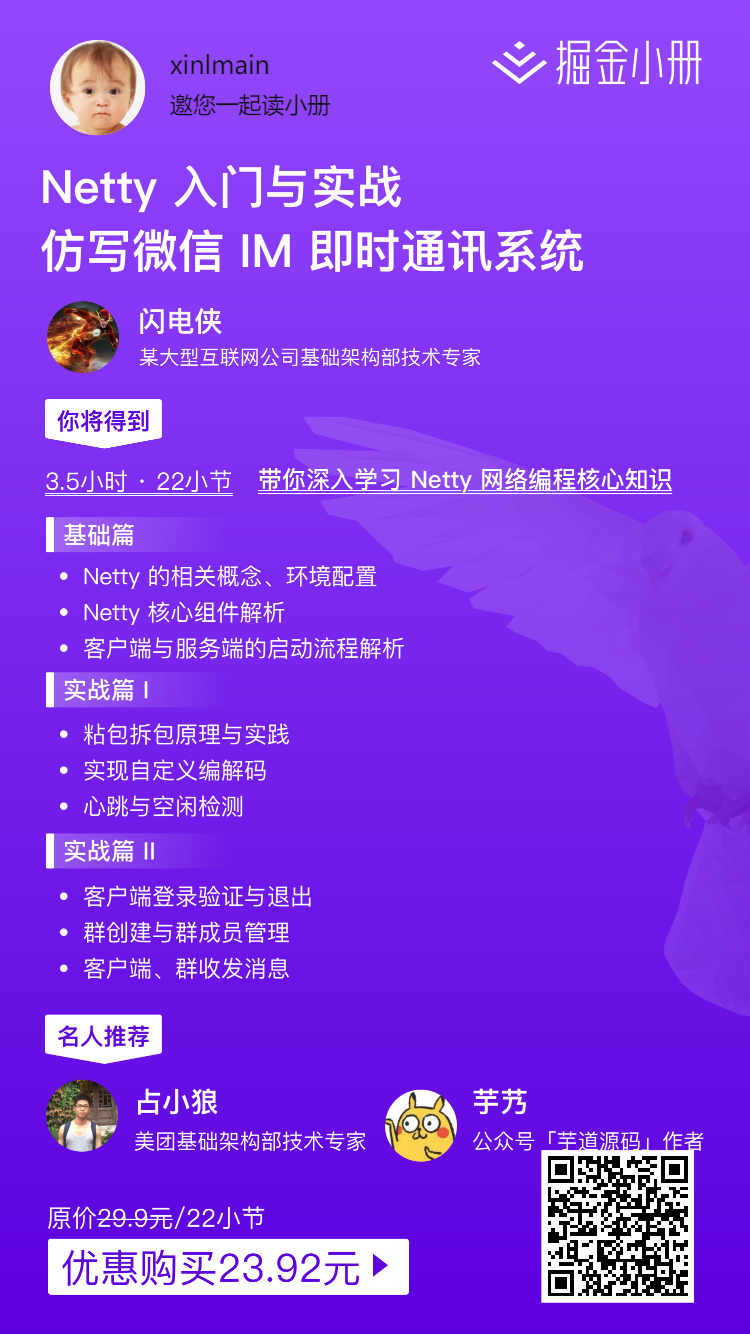 xinlmain
邀您一起读小册
掘金小册
Netty 入门与实战
仿写微信 IM 即时通讯系统
闪电侠
某大型互联网公司基础架构部技术专家
你将得到
3.5小时 · 22小节 带你深入学习 Netty 网络编程核心知识
基础篇
• Netty 的相关概念、环境配置
• Netty 核心组件解析
• 客户端与服务端的启动流程解析
实战篇 I
• 粘包拆包原理与实践
• 实现自定义编解码
• 心跳与空闲检测
实战篇 II
• 客户端登录验证与退出
• 群创建与群成员管理
• 客户端、群收发消息
名人推荐
占小狼
美团基础架构部技术专家
芋艿
公众号「芋道源码」作者
原价29.9元/22小节
优惠购买23.92元